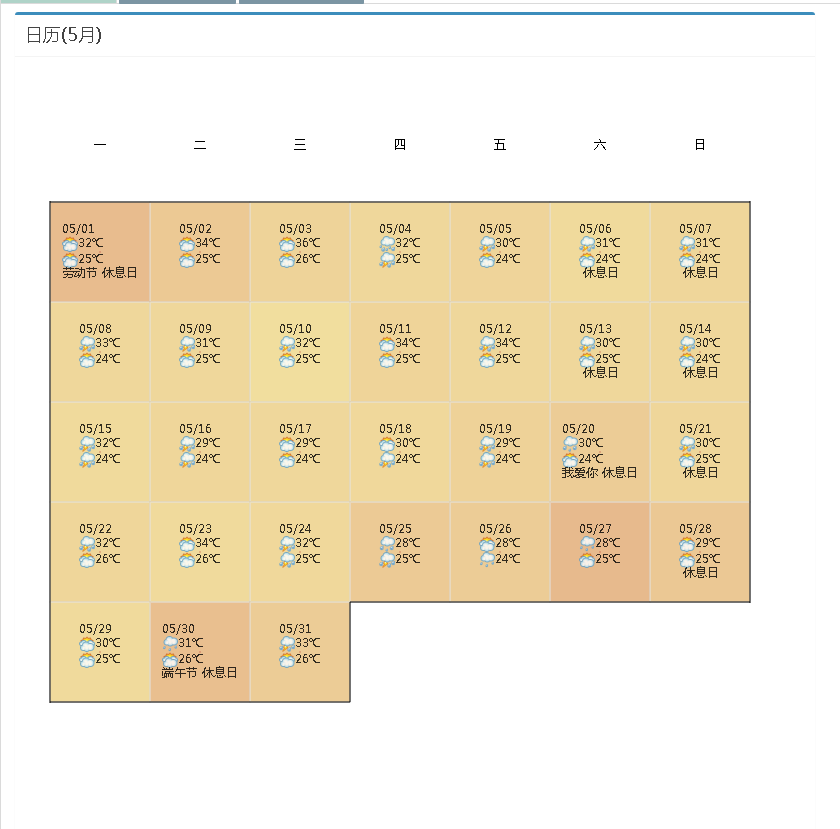 日历(5月)
一 二 三 四 五 六 日
05/01 05/02 05/03 05/04 05/05 05/06 05/07
32℃ 34℃ 36℃ 32℃ 30℃ 31℃ 31℃
25℃ 25℃ 26℃ 25℃ 24℃ 24℃ 24℃
劳动节 休息日 休息日 休息日
05/08 05/09 05/10 05/11 05/12 05/13 05/14
33℃ 31℃ 32℃ 34℃ 34℃ 30℃ 30℃
24℃ 25℃ 25℃ 25℃ 25℃ 25℃ 24℃
休息日 休息日
05/15 05/16 05/17 05/18 05/19 05/20 05/21
32℃ 29℃ 29℃ 30℃ 29℃ 30℃ 30℃
24℃ 24℃ 24℃ 24℃ 24℃ 24℃ 25℃
我爱你 休息日 休息日
05/22 05/23 05/24 05/25 05/26 05/27 05/28
32℃ 34℃ 32℃ 28℃ 28℃ 28℃ 29℃
26℃ 26℃ 25℃ 25℃ 24℃ 25℃ 25℃
休息日
05/29 05/30 05/31
30℃ 31℃ 33℃
25℃ 26℃ 26℃
端午节 休息日